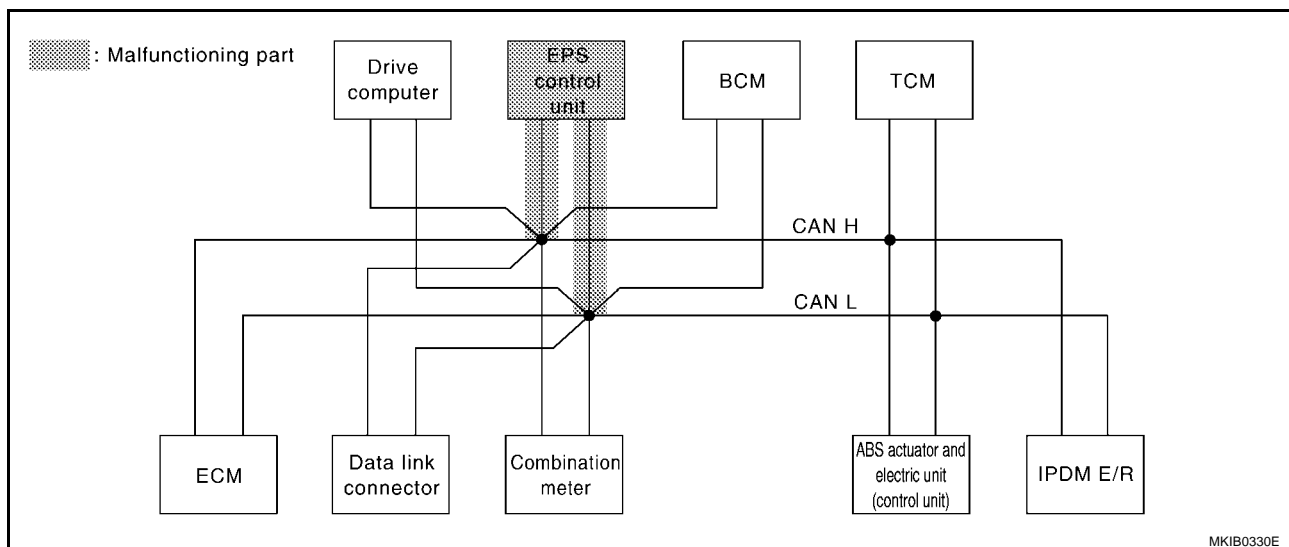 : Malfunctioning part
Drive
computer
EPS
control
unit
BCM
TCM
CAN H
CAN L
ECM
Data link
connector
Combination
meter
ABS actuator and
electric unit
(control unit)
IPDM E/R
MKIB0330E